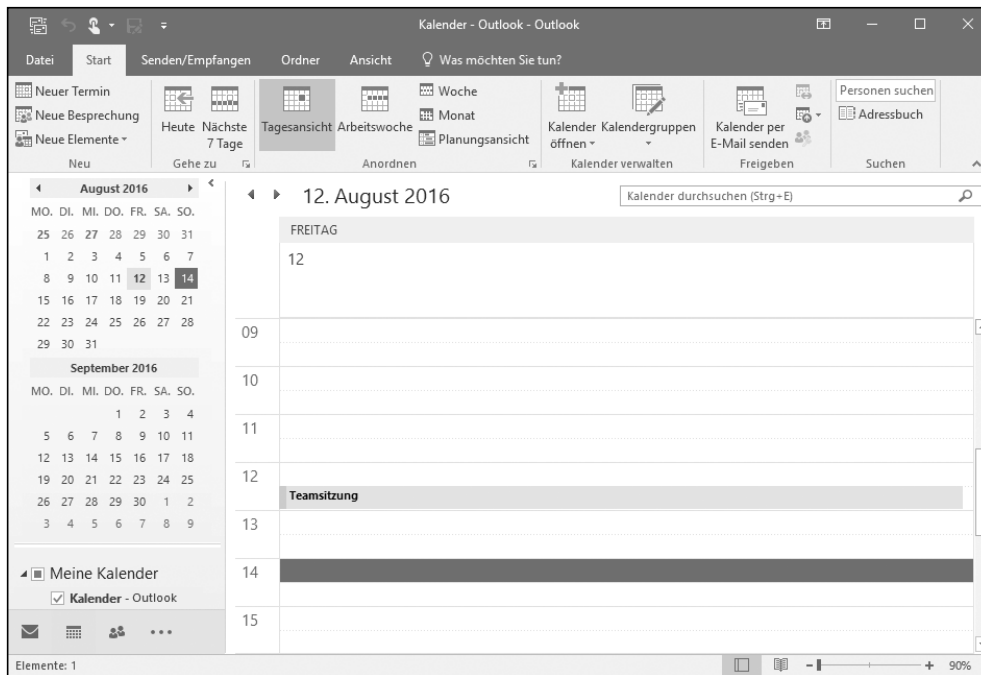 Kalender - Outlook - Outlook
Datei Start Senden/Empfangen Ordner Ansicht Was möchten Sie tun?
Neuer Termin
Neue Besprechung
Neue Elemente
Neu
Heute Nächste 7 Tage
Gehe zu
Tagesansicht Arbeitswoche
Woche
Monat
Planungsansicht
Anordnen
Kalender öffnen Kalendergruppen
Kalender verwalten
Kalender per E-Mail senden
Freigeben
Personen suchen
Adressbuch
Suchen
August 2016
MO. DI. MI. DO. FR. SA. SO.
25 26 27 28 29 30 31
1 2 3 4 5 6 7
8 9 10 11 12 13 14
15 16 17 18 19 20 21
22 23 24 25 26 27 28
29 30 31
September 2016
MO. DI. MI. DO. FR. SA. SO.
1 2 3 4
5 6 7 8 9 10 11
12 13 14 15 16 17 18
19 20 21 22 23 24 25
26 27 28 29 30 1 2
3 4 5 6 7 8 9
Meine Kalender
Kalender - Outlook
12. August 2016
Kalender durchsuchen (Strg+E)
FREITAG
12
09
10
11
12
Teamsitzung
13
14
15
Elemente: 1
90%